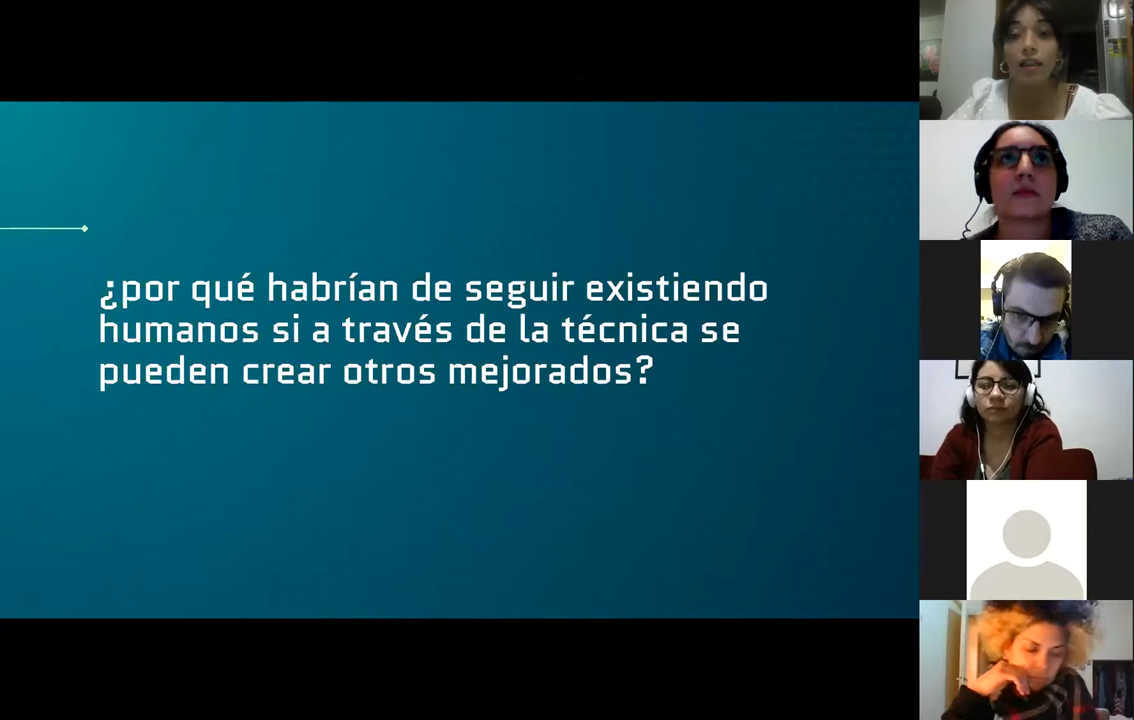 ¿por qué habrían de seguir existiendo
humanos si a través de la técnica se
pueden crear otros mejorados?